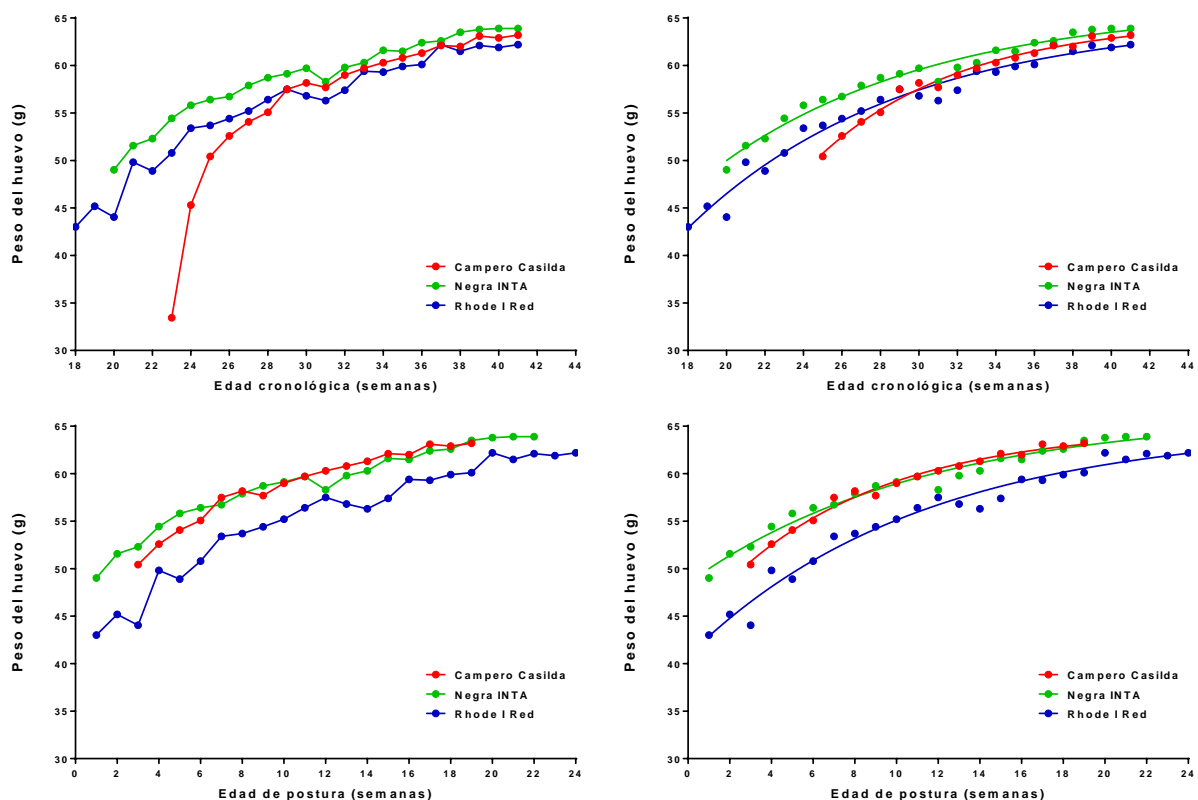 65
60
55
50
45
40
35
30
Peso del huevo (g)
18 20 22 24 26 28 30 32 34 36 38 40 42 44
Edad cronológica (semanas)
Campero Casilda
Negra INTA
Rhode I Red
65
60
55
50
45
40
35
30
Peso del huevo (g)
18 20 22 24 26 28 30 32 34 36 38 40 42 44
Edad cronológica (semanas)
Campero Casilda
Negra INTA
Rhode I Red
65
60
55
50
45
40
35
30
Peso del huevo (g)
0 2 4 6 8 10 12 14 16 18 20 22 24
Edad de postura (semanas)
Campero Casilda
Negra INTA
Rhode I Red
65
60
55
50
45
40
35
30
Peso del huevo (g)
0 2 4 6 8 10 12 14 16 18 20 22 24
Edad de postura (semanas)
Campero Casilda
Negra INTA
Rhode I Red